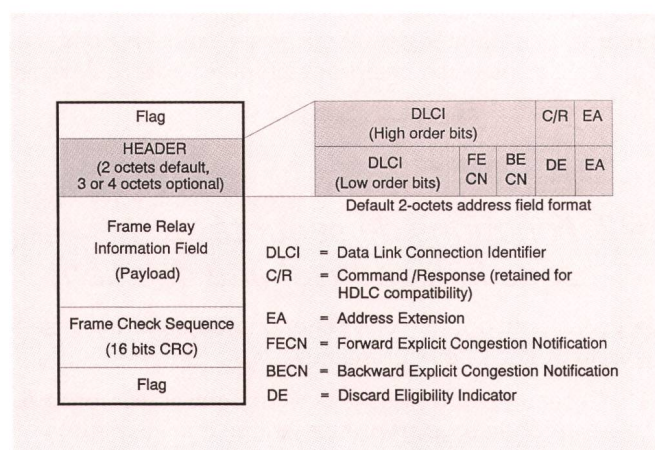 Flag
HEADER
(2 octets default,
3 or 4 octets optional)
Frame Relay
Information Field
(Payload)
Frame Check Sequence
(16 bits CRC)
Flag
DLCI
(High order bits)
C/R
EA
DLCI
(Low order bits)
FE
CN
BE
CN
DE
EA
Default 2-octets address field format
DLCI = Data Link Connection Identifier
C/R = Command /Response (retained for
HDLC compatibility)
EA = Address Extension
FECN = Forward Explicit Congestion Notification
BECN = Backward Explicit Congestion Notification
DE = Discard Eligibility Indicator